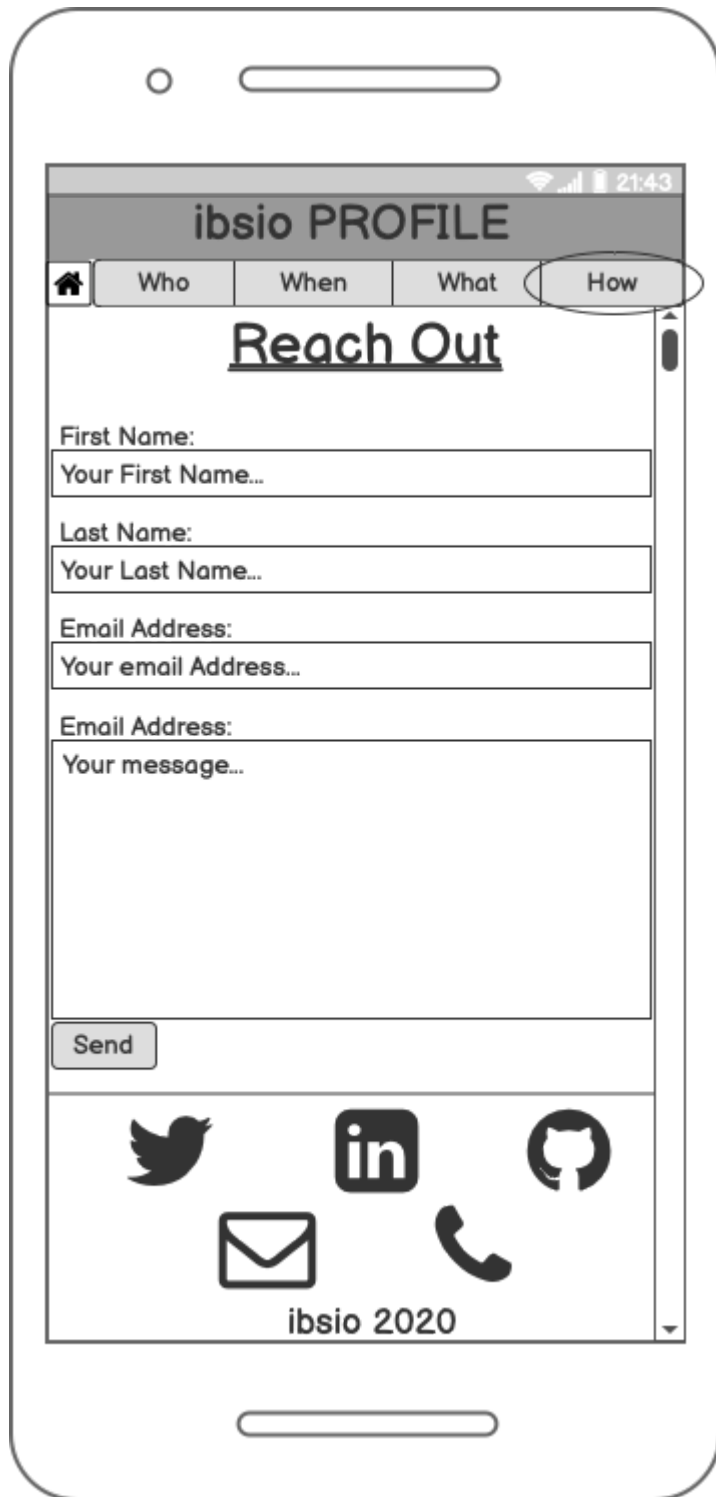 21:43
ibsio PROFILE
Who When What How
Reach Out
First Name:
Your First Name...
Last Name:
Your Last Name...
Email Address:
Your email Address...
Email Address:
Your message...
Send
in
ibsio 2020